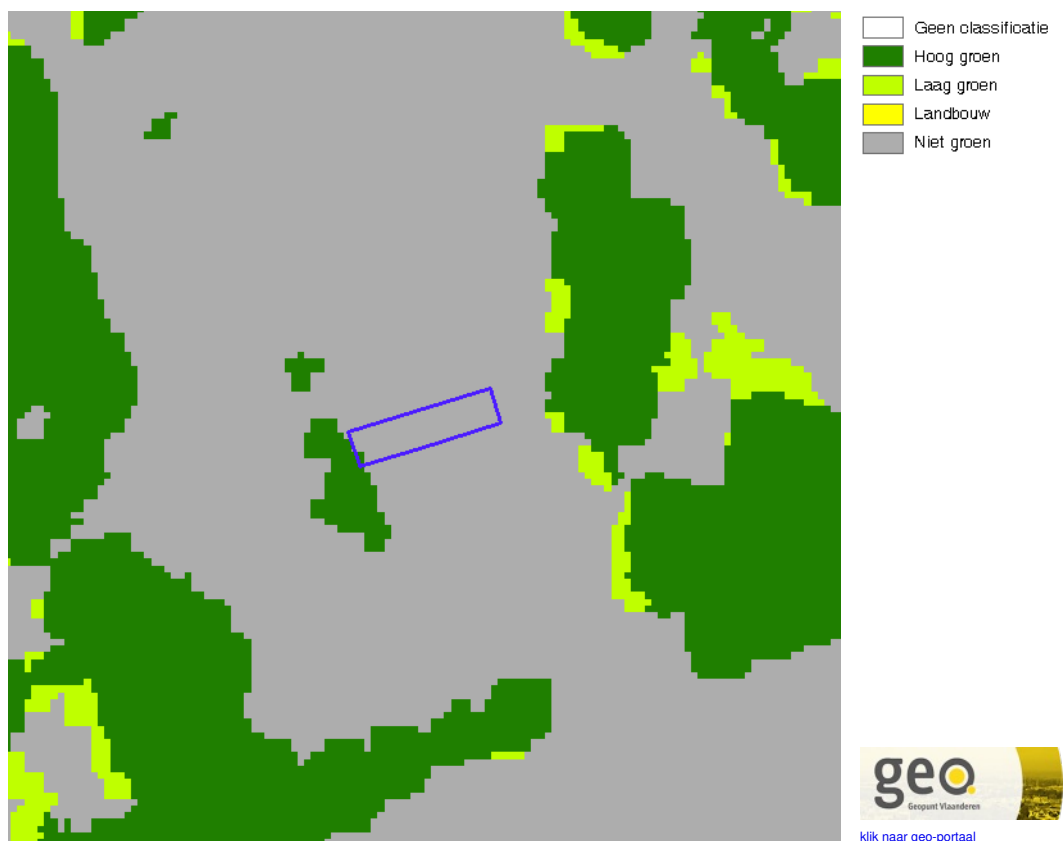 Geen classificatie
Hoog groen
Laag groen
Landbouw
Niet groen
geo
Geopunt Vlaanderen
klik naar geo-portaal